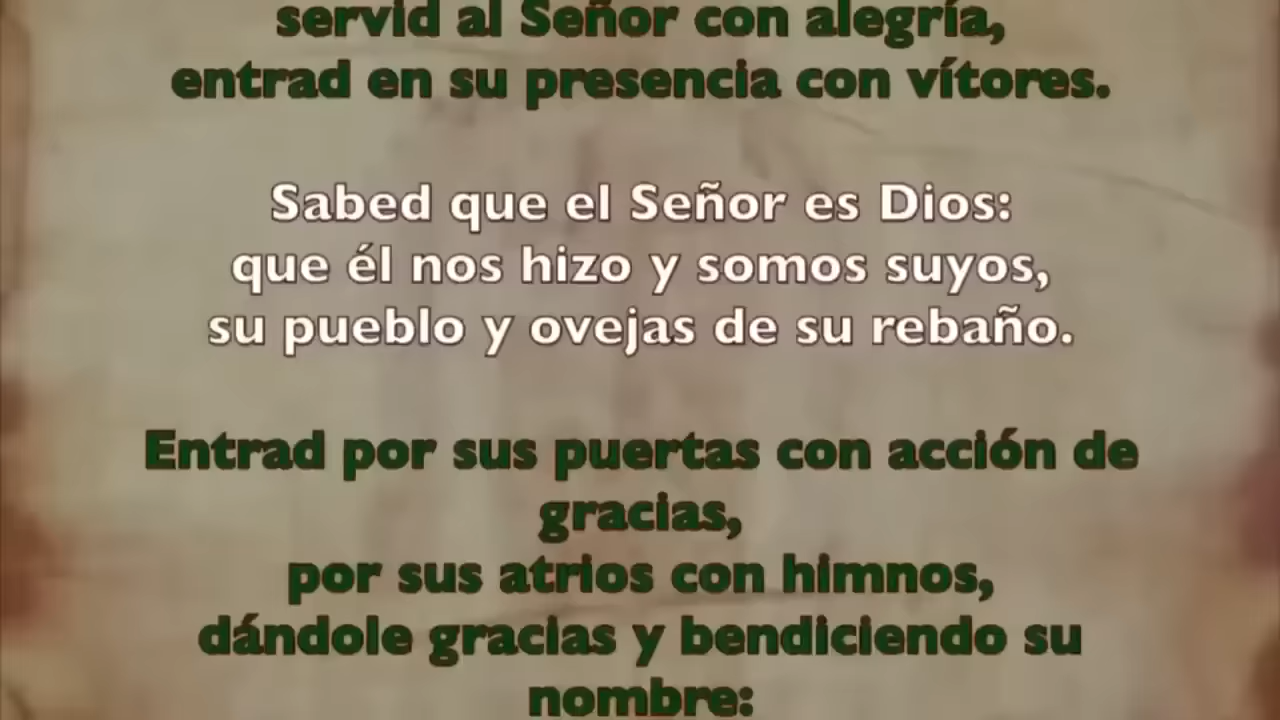 servid al Señor con alegría,
entrad en su presencia con vítores.
Sabed que el Señor es Dios:
que él nos hizo y somos suyos,
su pueblo y ovejas de su rebaño.
Entrad por sus puertas con acción de
gracias,
por sus atrios con himnos,
dándole gracias y bendiciendo su
nombre: